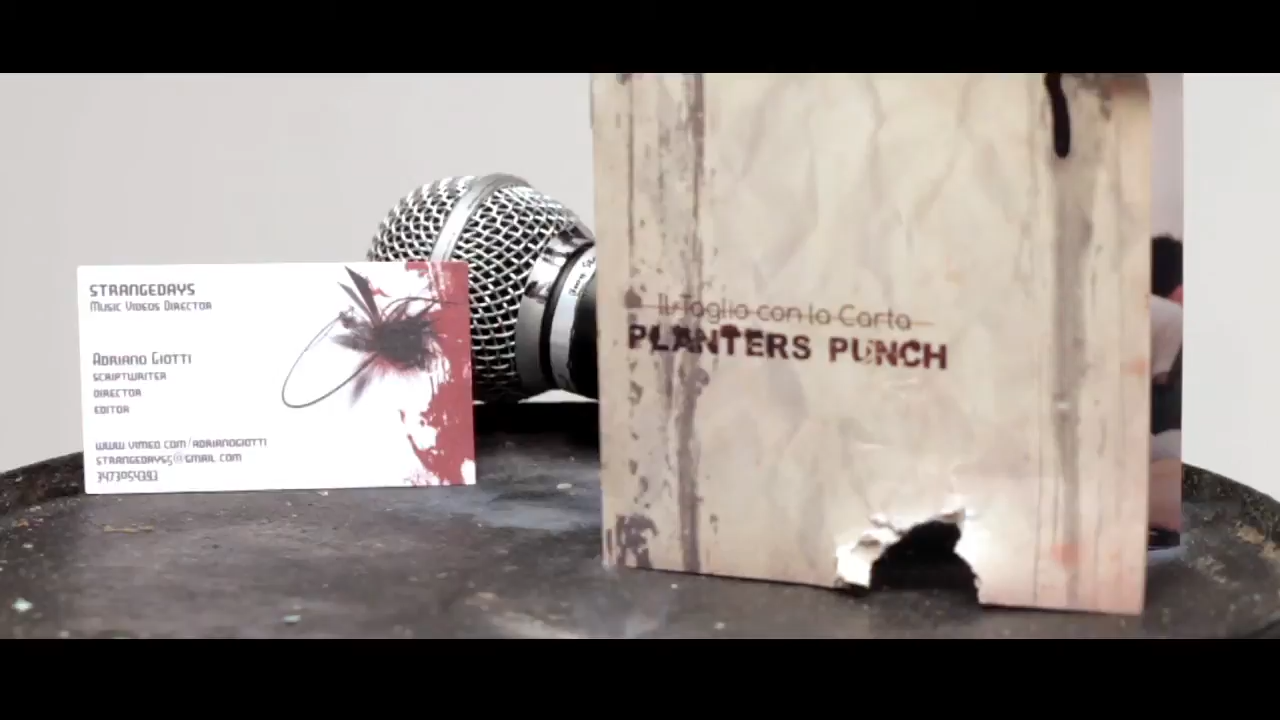 STRANGEDAYS
MUSIC VIDEOS DIRECTOR
ADRIANO GIOTTI
SCRIPTWRITER
DIRECTOR
EDITOR
WWW.VIMEO.COM/ADRIANOGIOTTI
STRANGEDAYS5@GMAIL.COM
3473054393
Il Taglio con la Carta
PLANTERS PUNCH